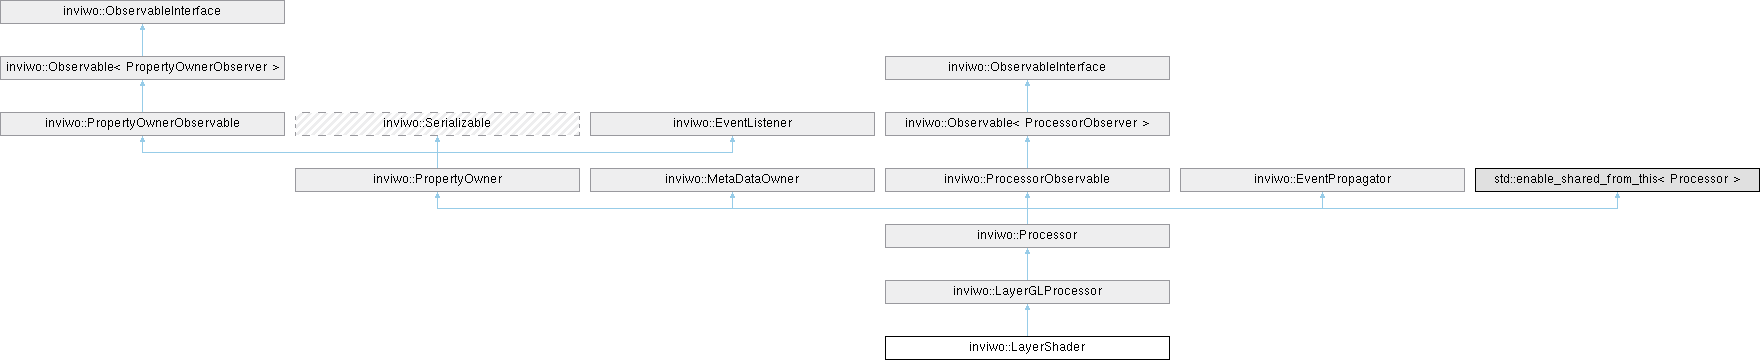 inviwo::ObservableInterface
inviwo::Observable< PropertyOwnerObserver >
inviwo::ObservableInterface
inviwo::PropertyOwnerObservable
inviwo::Serializable
inviwo::EventListener
inviwo::Observable< ProcessorObserver >
inviwo::PropertyOwner
inviwo::MetaDataOwner
inviwo::ProcessorObservable
inviwo::EventPropagator
std::enable_shared_from_this< Processor >
inviwo::Processor
inviwo::LayerGLProcessor
inviwo::LayerShader